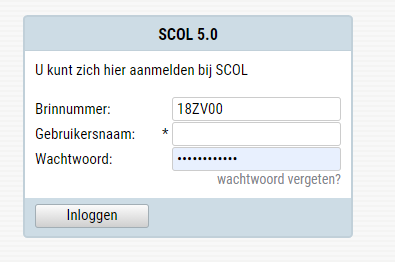 SCOL 5.0
U kunt zich hier aanmelden bij SCOL
Brinnummer: 18ZV00
Gebruikersnaam: *
Wachtwoord: ••••••••••••
wachtwoord vergeten?
Inloggen